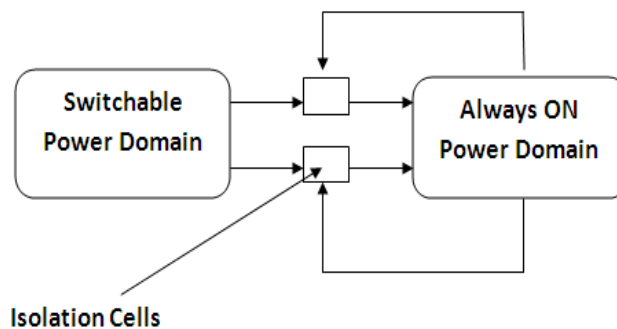 Switchable
Power Domain
Always ON
Power Domain
Isolation Cells